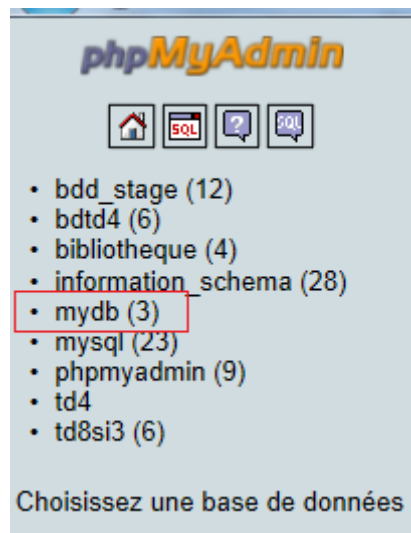 phpMyAdmin
SQL ? SQL
bdd_stage (12)
bdtd4 (6)
bibliotheque (4)
information_schema (28)
mydb (3)
mysql (23)
phpmyadmin (9)
td4
td8si3 (6)
Choisissez une base de données